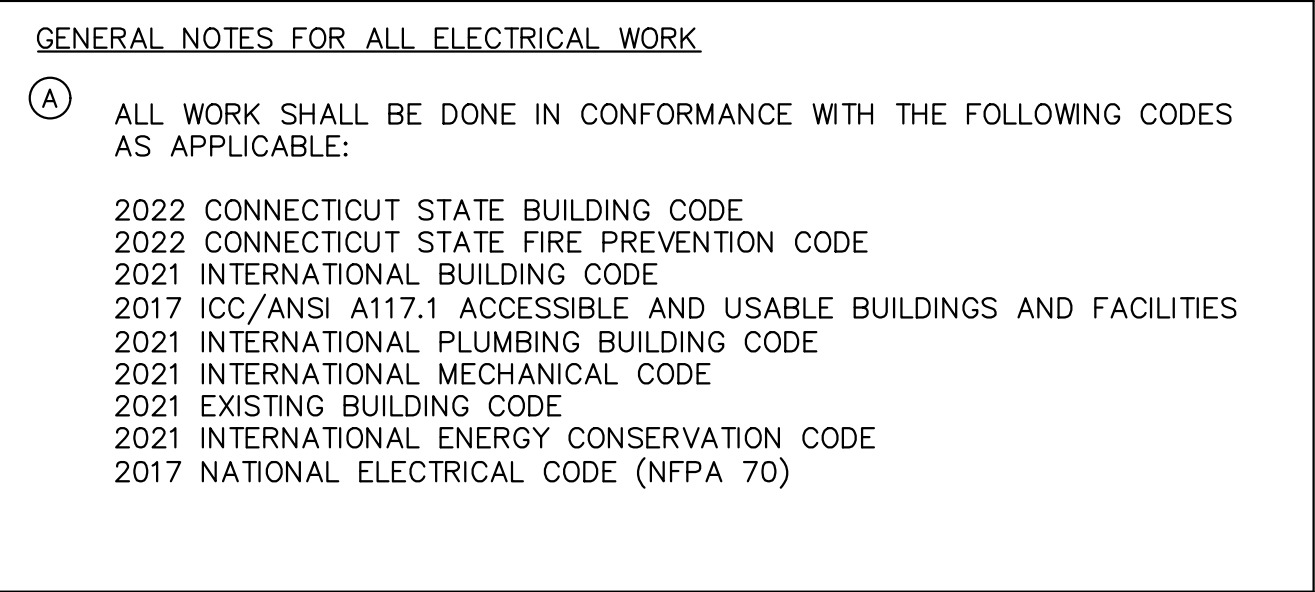 GENERAL NOTES FOR ALL ELECTRICAL WORK
A
ALL WORK SHALL BE DONE IN CONFORMANCE WITH THE FOLLOWING CODES
AS APPLICABLE:
2022 CONNECTICUT STATE BUILDING CODE
2022 CONNECTICUT STATE FIRE PREVENTION CODE
2021 INTERNATIONAL BUILDING CODE
2017 ICC/ANSI A117.1 ACCESSIBLE AND USABLE BUILDINGS AND FACILITIES
2021 INTERNATIONAL PLUMBING BUILDING CODE
2021 INTERNATIONAL MECHANICAL CODE
2021 EXISTING BUILDING CODE
2021 INTERNATIONAL ENERGY CONSERVATION CODE
2017 NATIONAL ELECTRICAL CODE (NFPA 70)